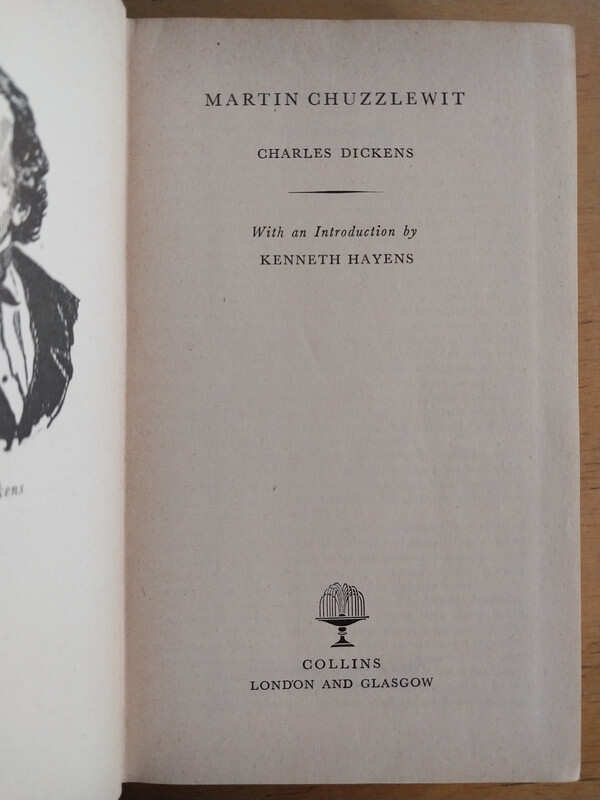 MARTIN CHUZZLEWIT
CHARLES DICKENS
With an Introduction by
KENNETH HAYENS
COLLINS
LONDON AND GLASGOW